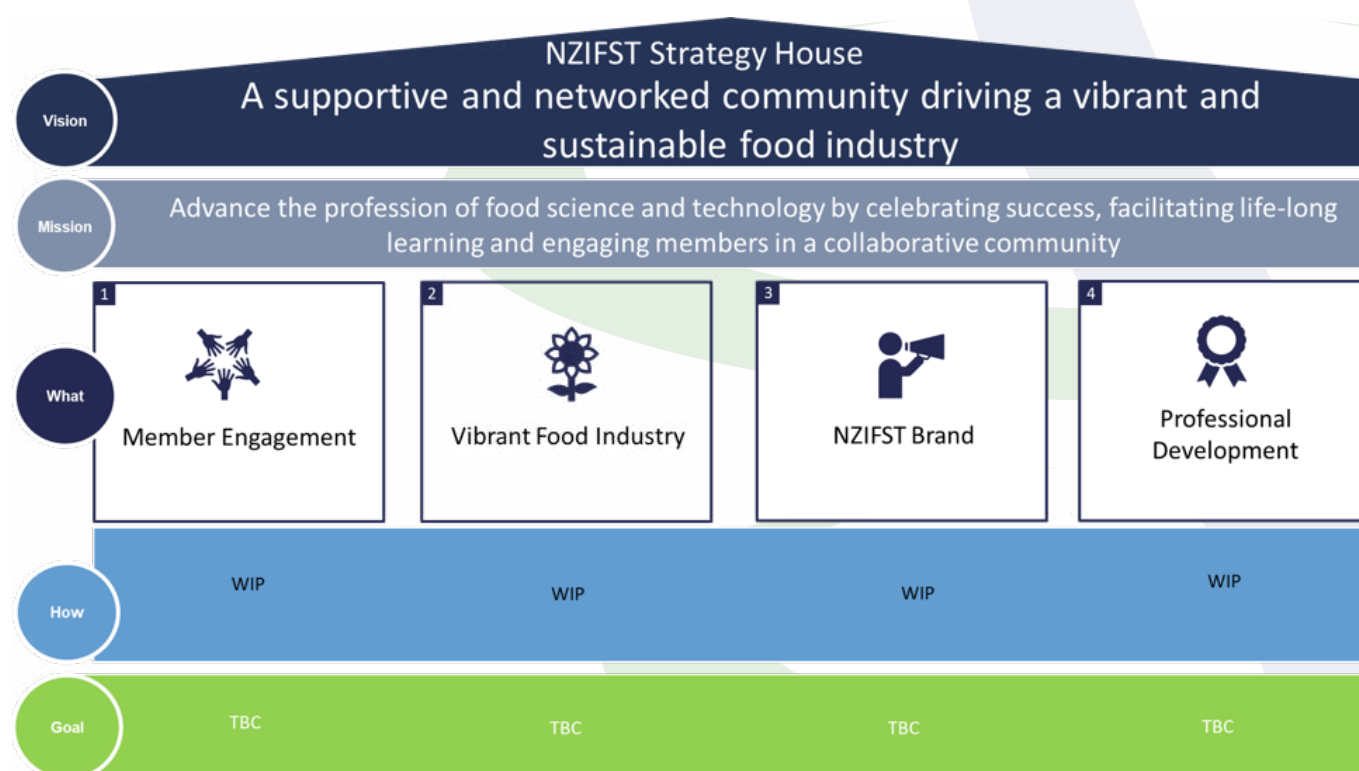 NZIFST Strategy House
Vision
A supportive and networked community driving a vibrant and
sustainable food industry
Mission
Advance the profession of food science and technology by celebrating success, facilitating life-long
learning and engaging members in a collaborative community
What
1
Member Engagement
2
Vibrant Food Industry
3
NZIFST Brand
4
Professional
Development
How
WIP
WIP
WIP
WIP
Goal
TBC
TBC
TBC
TBC